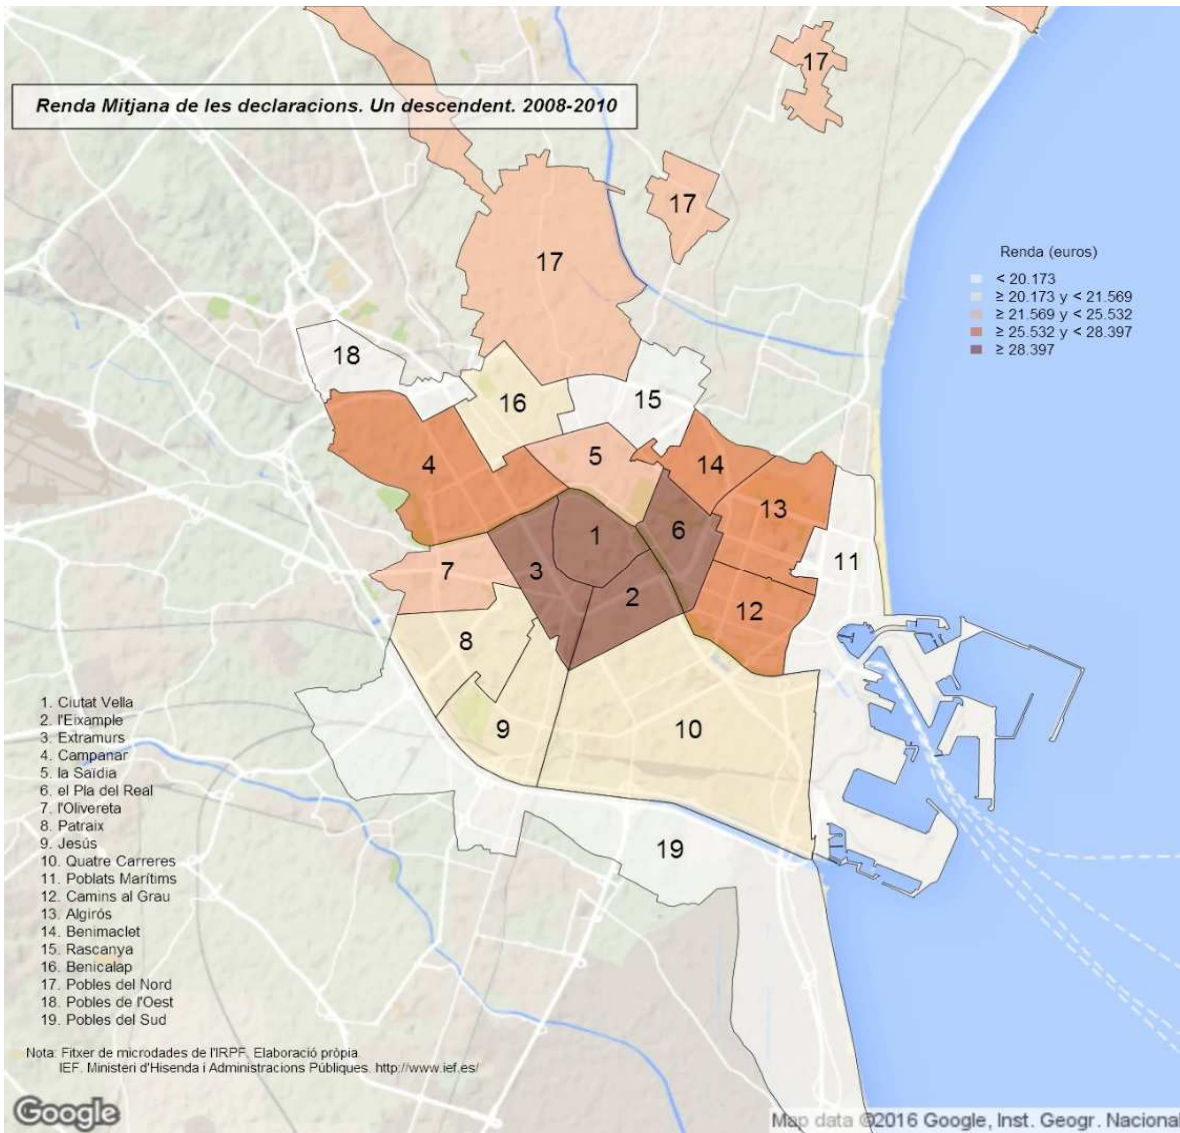 17
Renda Mitjana de les declaracions. Un descendent. 2008-2010
17
17
Renda (euros)
< 20.173
≥ 20.173 y < 21.569
≥ 21.569 y < 25.532
≥ 25.532 y < 28.397
≥ 28.397
18
16
15
4
5
14
13
6
1
11
3
7
2
12
8
9
10
19
1. Ciutat Vella
2. l'Eixample
3. Extramurs
4. Campanar
5. la Saïdia
6. el Pla del Real
7. l'Olivereta
8. Patraix
9. Jesús
10. Quatre Carreres
11. Poblats Marítims
12. Camins al Grau
13. Algirós
14. Benimaclet
15. Rascanya
16. Benicalap
17. Pobles del Nord
18. Pobles de l'Oest
19. Pobles del Sud
Nota: Fitxer de microdades de l'IRPF. Elaboració pròpia.
IEF. Ministeri d'Hisenda i Administracions Públiques. http://www.ief.es/
Google
Map data ©2016 Google, Inst. Geogr. Nacional